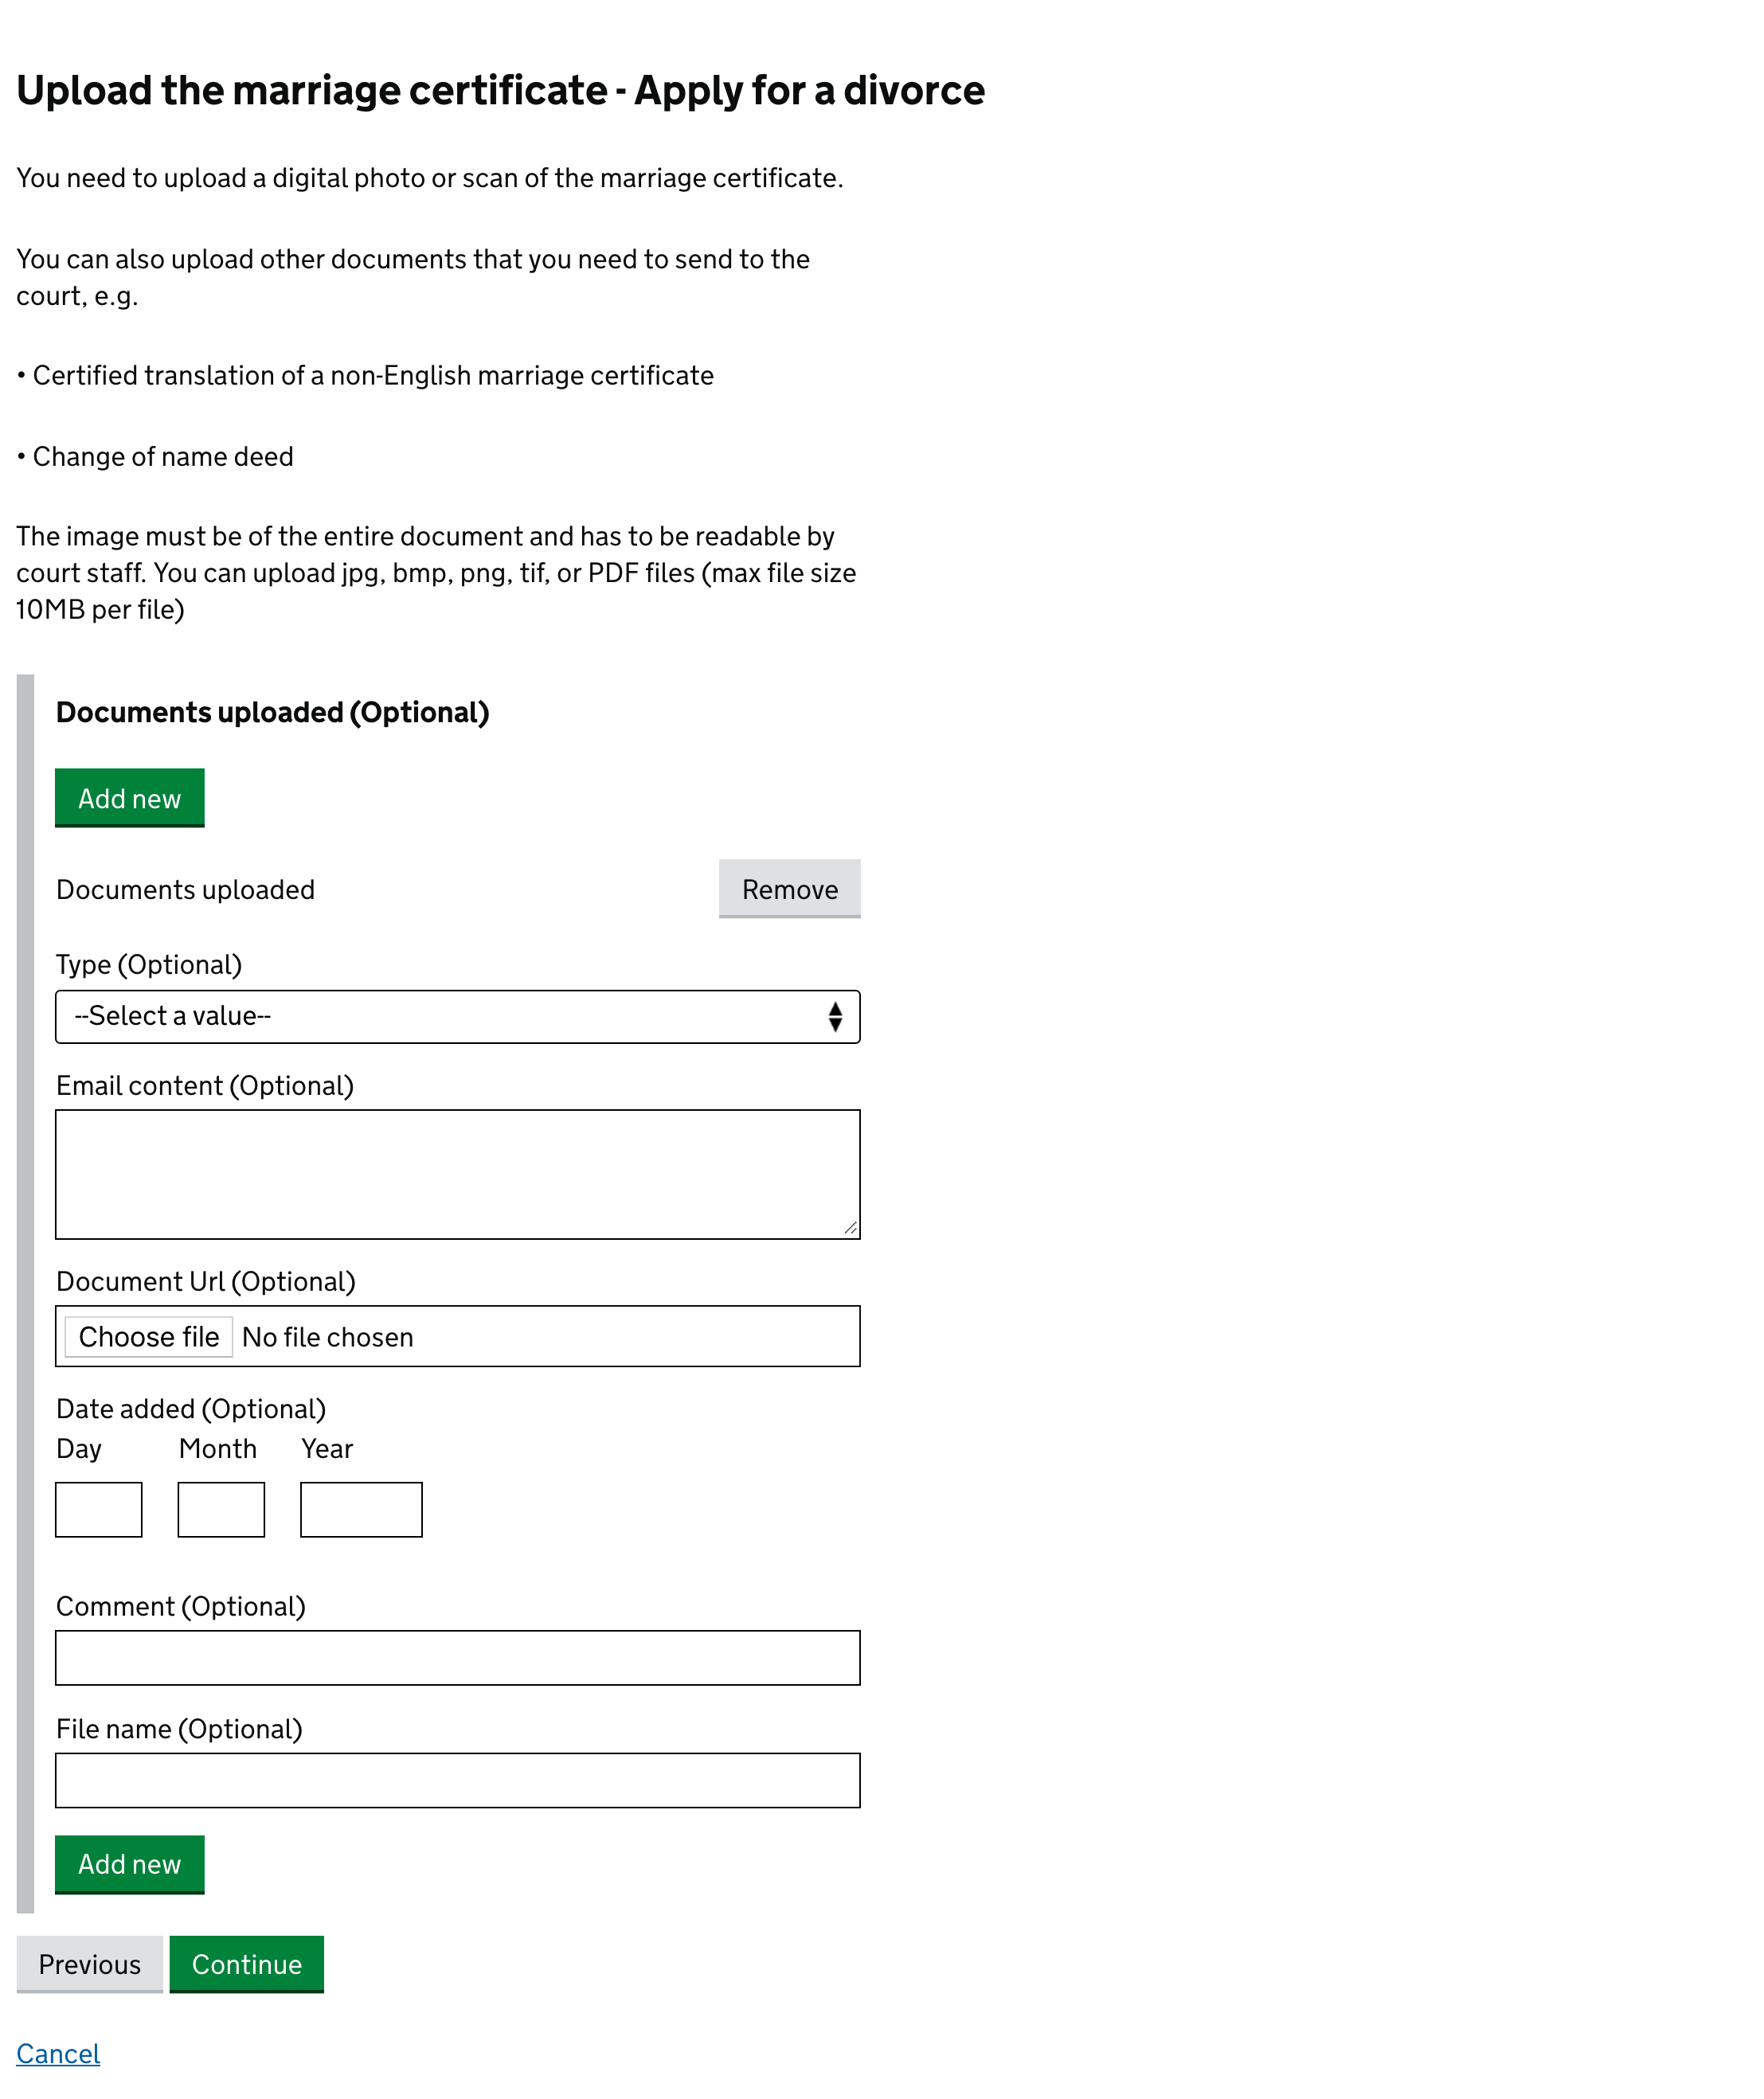 Upload the marriage certificate - Apply for a divorce
You need to upload a digital photo or scan of the marriage certificate.
You can also upload other documents that you need to send to the
court, e.g.
• Certified translation of a non-English marriage certificate
• Change of name deed
The image must be of the entire document and has to be readable by
court staff. You can upload jpg, bmp, png, tif, or PDF files (max file size
10MB per file)
Documents uploaded (Optional)
Add new
Documents uploaded
Remove
Type (Optional)
--Select a value--
Email content (Optional)
Document Url (Optional)
Choose file No file chosen
Date added (Optional)
Day Month Year
Comment (Optional)
File name (Optional)
Add new
Previous Continue
Cancel